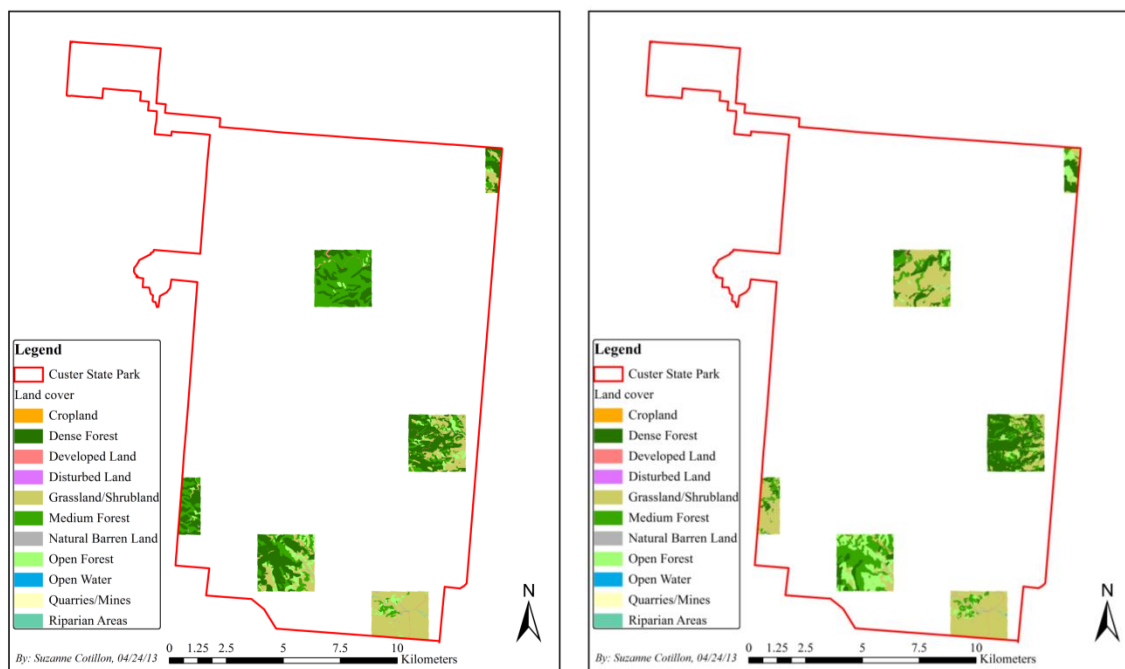 Legend
Custer State Park
Land cover
Cropland
Dense Forest
Developed Land
Disturbed Land
Grassland/Shrubland
Medium Forest
Natural Barren Land
Open Forest
Open Water
Quarries/Mines
Riparian Areas
N
0 1.25 2.5 5 7.5 10
Kilometers
By: Suzanne Cotillon, 04/24/13
Legend
Custer State Park
Land cover
Cropland
Dense Forest
Developed Land
Disturbed Land
Grassland/Shrubland
Medium Forest
Natural Barren Land
Open Forest
Open Water
Quarries/Mines
Riparian Areas
N
0 1.25 2.5 5 7.5 10
Kilometers
By: Suzanne Cotillon, 04/24/13